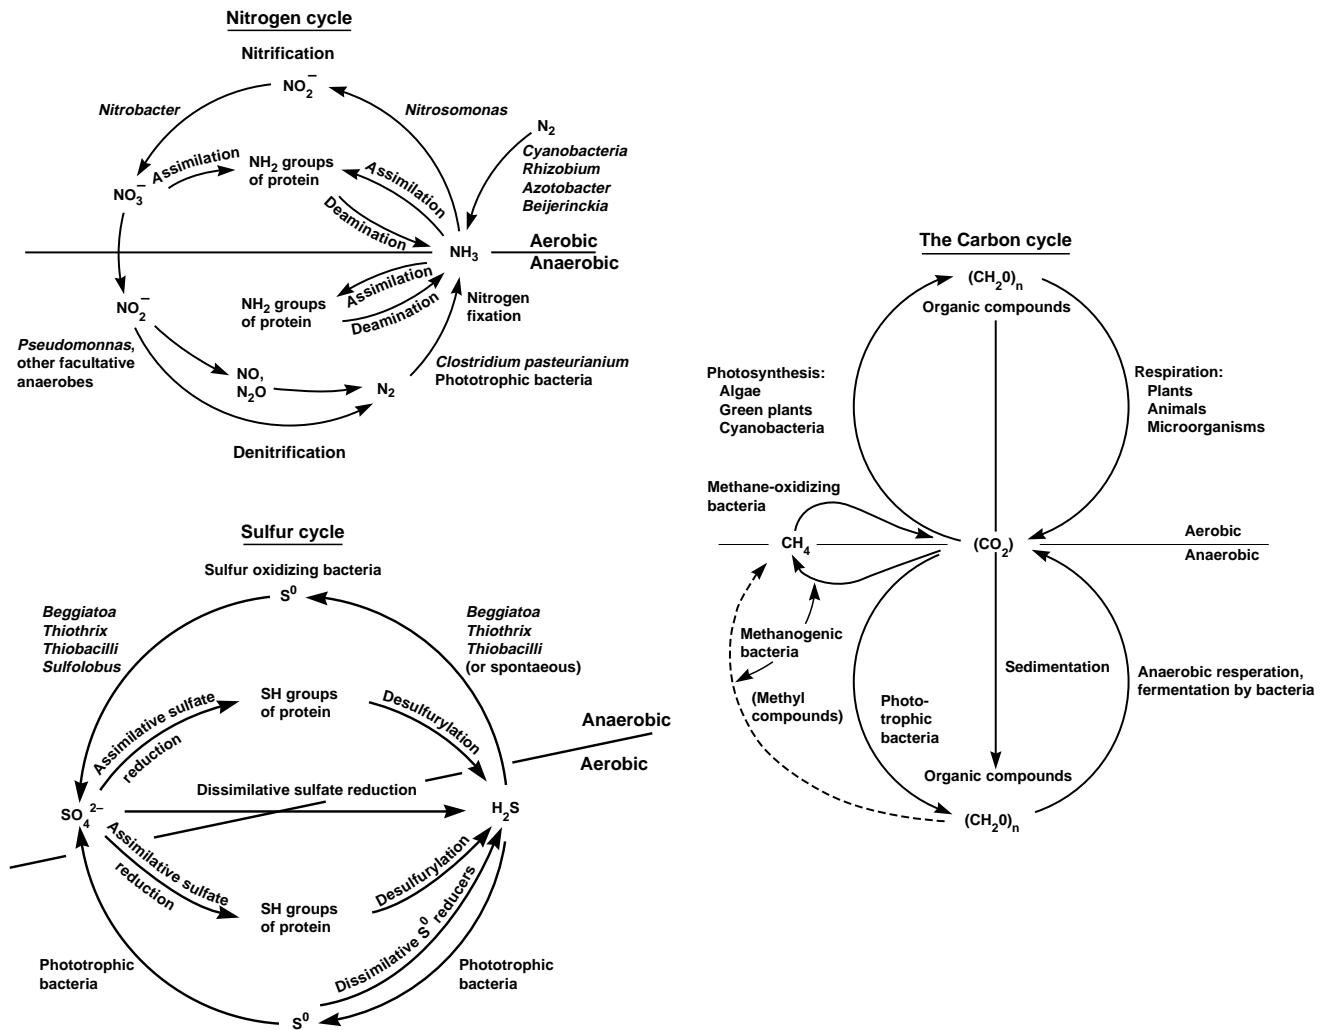 Nitrogen cycle
Nitrification
NO2−
Nitrobacter
Nitrosomonas
N2
Cyanobacteria
Rhizobium
Azotobacter
Beijerinckia
Assimilation
NH2 groups
of protein
Assimilation
NO3−
Deamination
NH3
Aerobic
Anaerobic
Assimilation
NH2 groups
of protein
Deamination
Nitrogen
fixation
NO2−
Pseudomonnas,
other facultative
anaerobes
NO,
N2O
N2
Clostridium pasteurianium
Phototrophic bacteria
Denitrification
Sulfur cycle
Sulfur oxidizing bacteria
S0
Beggiatoa
Thiothrix
Thiobacilli
Sulfolobus
Beggiatoa
Thiothrix
Thiobacilli
(or spontaeous)
Assimilative sulfate
reduction
SH groups
of protein
Desulfurylation
Anaerobic
Aerobic
Dissimilative sulfate reduction
SO4 2–
H2S
Assimilative sulfate
reduction
SH groups
of protein
Desulfurylation
Dissimilative S0 reducers
Phototrophic
bacteria
Phototrophic
bacteria
S0
The Carbon cycle
(CH20)n
Organic compounds
Photosynthesis:
Algae
Green plants
Cyanobacteria
Respiration:
Plants
Animals
Microorganisms
Methane-oxidizing
bacteria
CH4
(CO2)
Aerobic
Anaerobic
Methanogenic
bacteria
(Methyl
compounds)
Photo-
trophic
bacteria
Sedimentation
Anaerobic resperation,
fermentation by bacteria
Organic compounds
(CH20)n